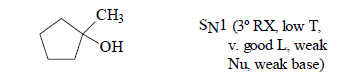 CH₃
OH
SN1 (3° RX, low T,
v. good L, weak
Nu, weak base)